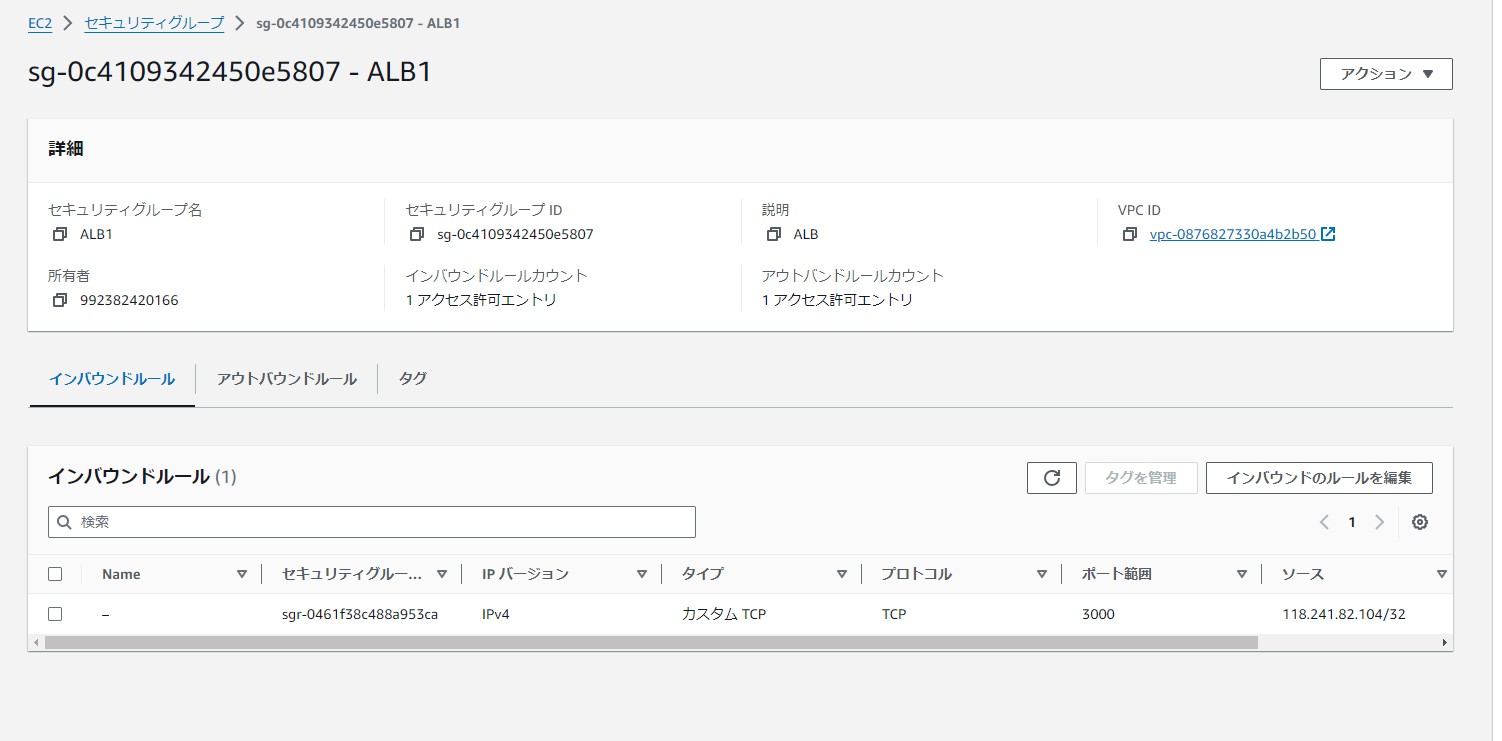 EC2 > セキュリティグループ > sg-0c4109342450e5807 - ALB1
sg-0c4109342450e5807 - ALB1
アクション ▼
詳細
セキュリティグループ名 セキュリティグループ ID 説明 VPC ID
ALB1 sg-0c4109342450e5807 ALB vpc-0876827330a4b2b50
所有者 インバウンドルールカウント アウトバンドルールカウント
992382420166 1 アクセス許可エントリ 1 アクセス許可エントリ
インバウンドルール アウトバウンドルール タグ
インバウンドルール (1) タグを管理 インバウンドのルールを編集
検索 1
Name セキュリティグルー... IP バージョン タイプ プロトコル ポート範囲 ソース
– sgr-0461f38c488a953ca IPv4 カスタム TCP TCP 3000 118.241.82.104/32